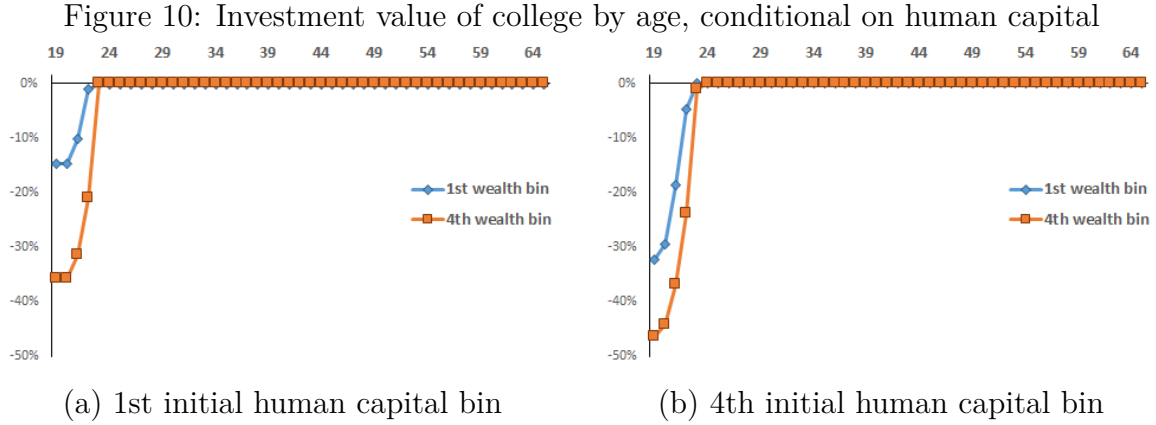 Figure 10: Investment value of college by age, conditional on human capital
19 24 29 34 39 44 49 54 59 64
0%
-10%
-20%
-30%
-40%
-50%
1st wealth bin
4th wealth bin
(a) 1st initial human capital bin
19 24 29 34 39 44 49 54 59 64
0%
-10%
-20%
-30%
-40%
-50%
1st wealth bin
4th wealth bin
(b) 4th initial human capital bin